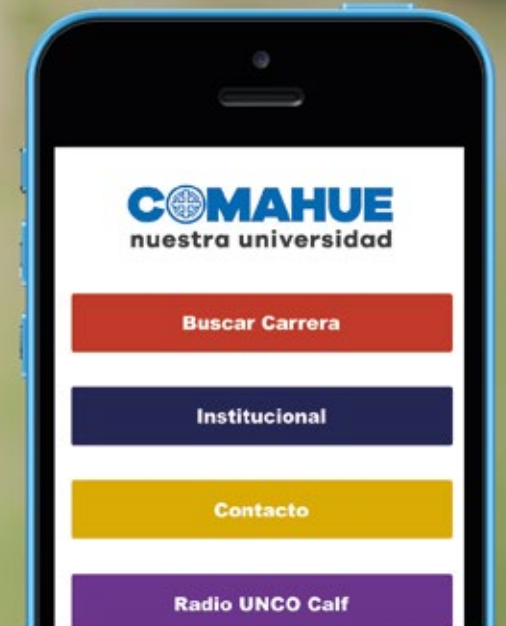 COMAHUE
nuestra universidad
Buscar Carrera
Institucional
Contacto
Radio UNCO Calf